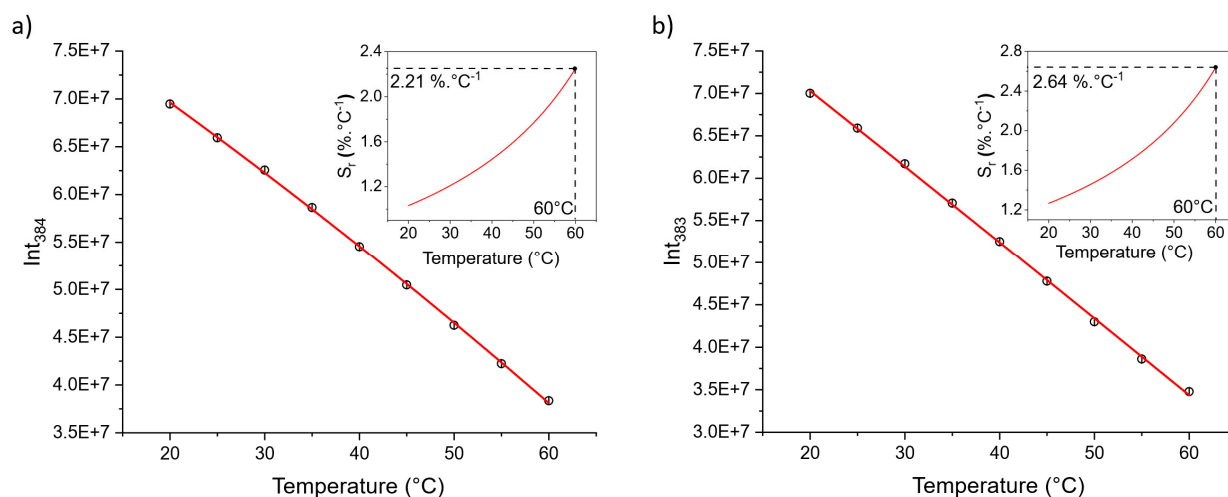 a)
7.5E+7
7.0E+7
6.5E+7
6.0E+7
5.5E+7
5.0E+7
4.5E+7
4.0E+7
3.5E+7
Int₃₈₄
20 30 40 50 60
Temperature (°C)
2.4
2.0
1.6
1.2
Sᵣ (%.°C⁻¹)
2.21 %.°C⁻¹
60°C
20 30 40 50 60
Temperature (°C)
b)
7.5E+7
7.0E+7
6.5E+7
6.0E+7
5.5E+7
5.0E+7
4.5E+7
4.0E+7
3.5E+7
3.0E+7
Int₃₈₃
20 30 40 50 60
Temperature (°C)
2.8
2.4
2.0
1.6
1.2
Sᵣ (%.°C⁻¹)
2.64 %.°C⁻¹
60°C
20 30 40 50 60
Temperature (°C)